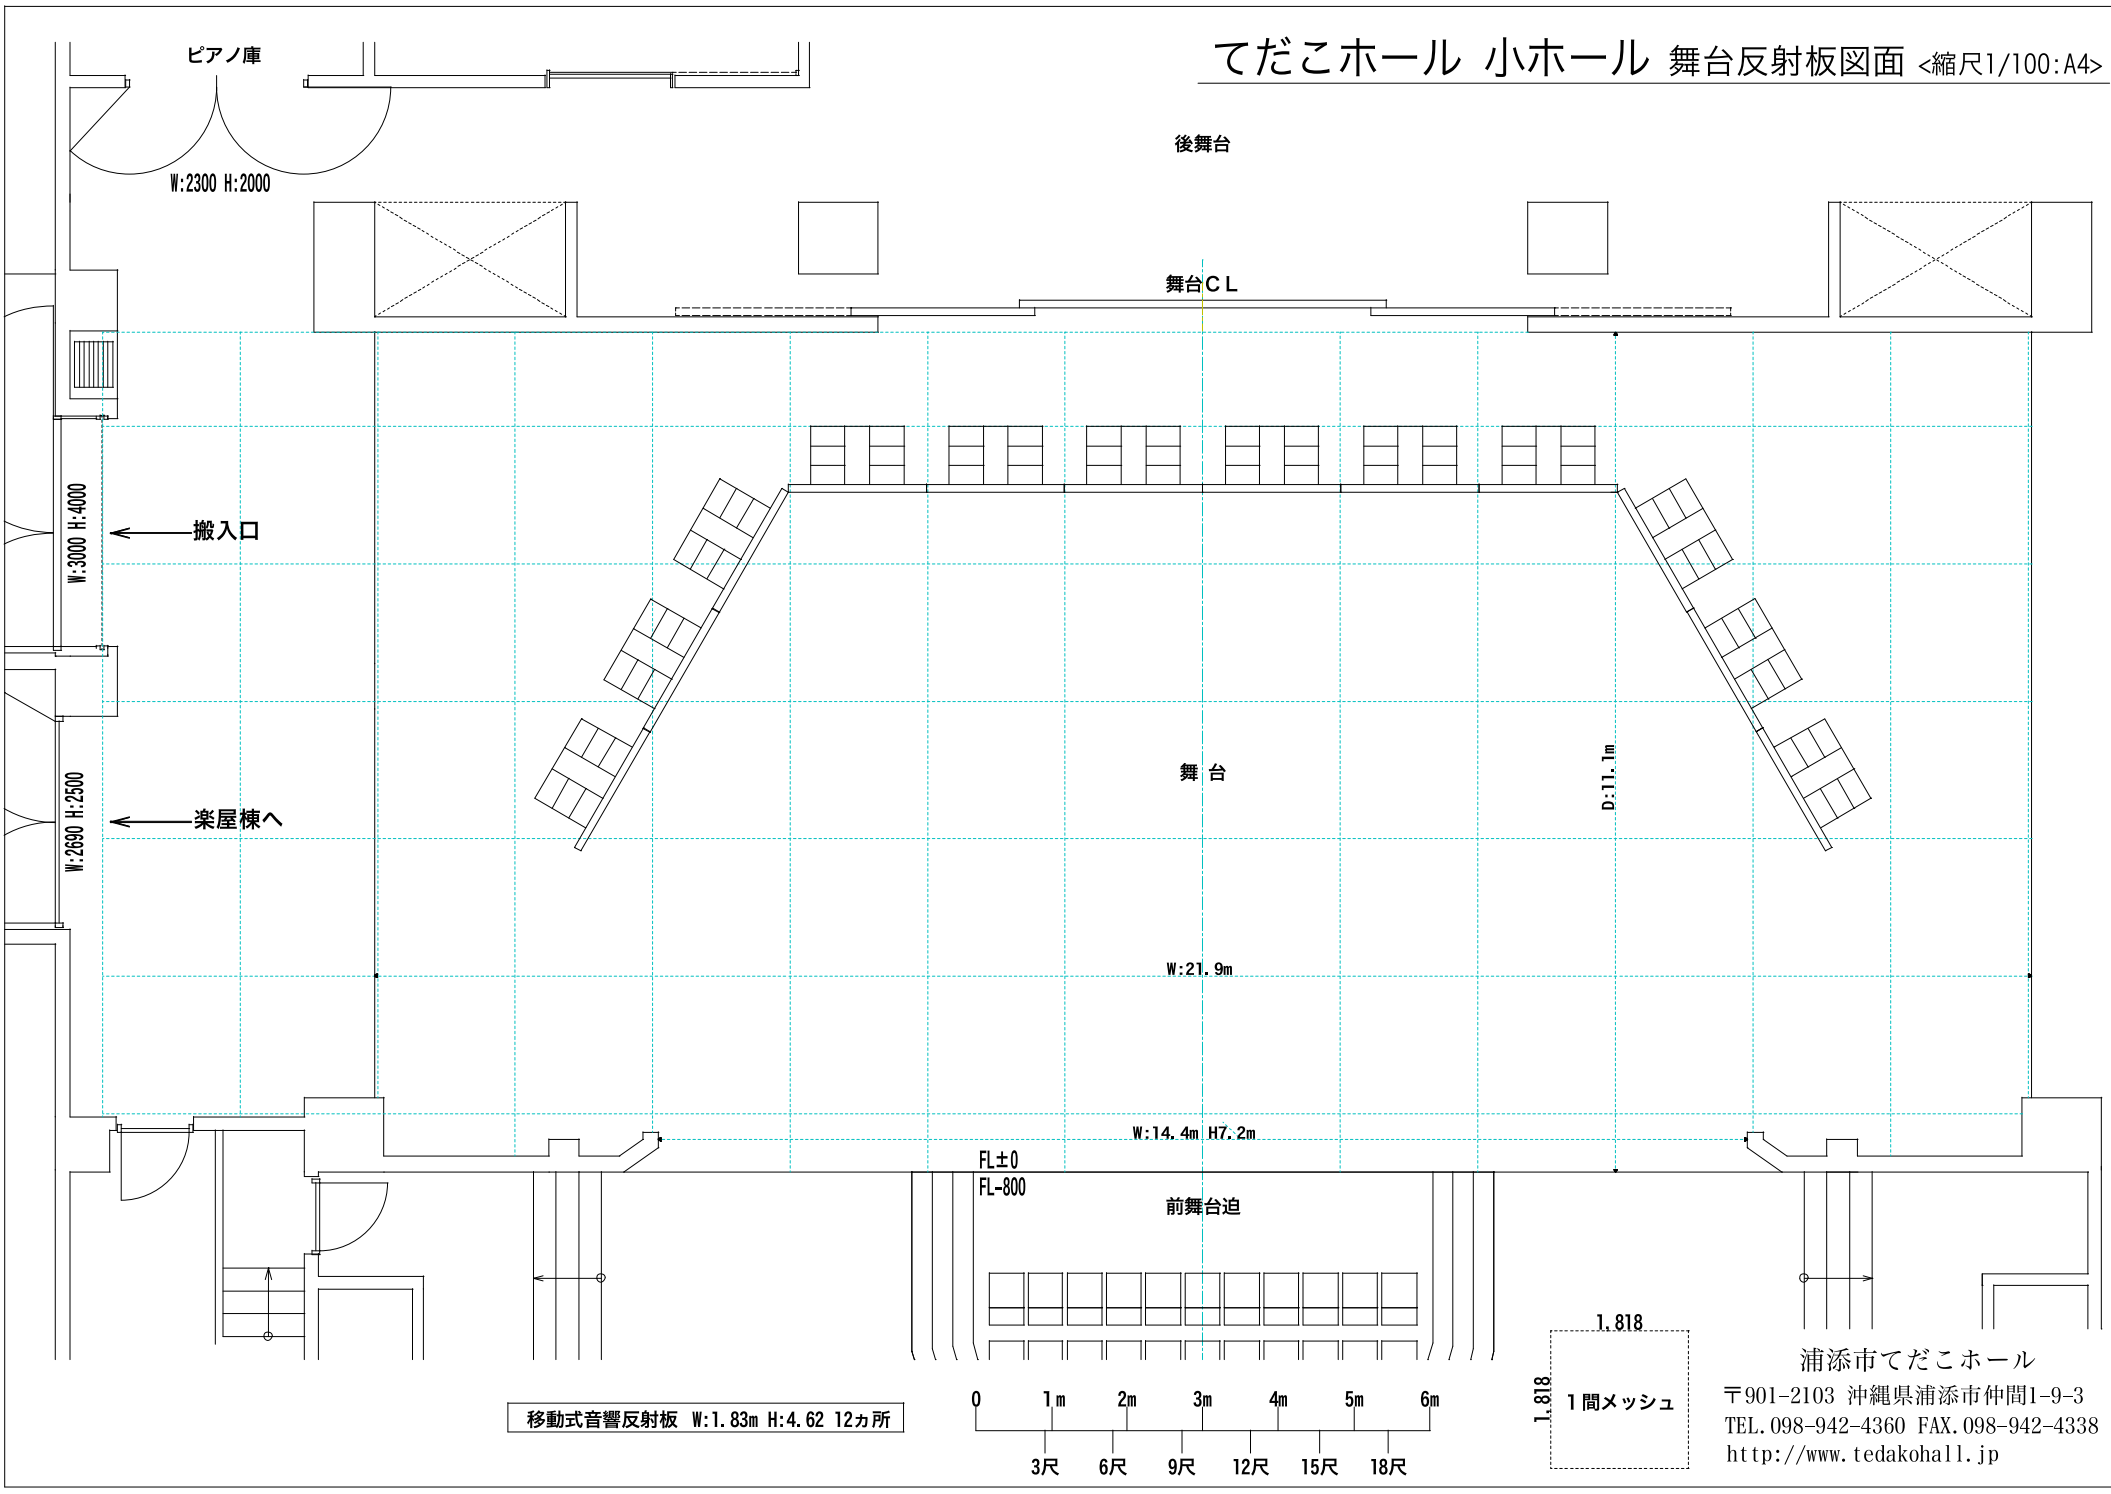 てだこホール 小ホール 舞台反射板図面 <縮尺1/100:A4>
ピアノ庫
W:2300 H:2000
後舞台
舞台CL
W:3000 H:4000
搬入口
舞 台
D:11.1m
W:2690 H:2500
楽屋棟へ
W:21.9m
W:14.4m H7.2m
FL±0
FL-800
前舞台迫
移動式音響反射板 W:1.83m H:4.62 12ヵ所
0 1m 2m 3m 4m 5m 6m
3尺 6尺 9尺 12尺 15尺 18尺
1,818
1,818
1間メッシュ
浦添市てだこホール
〒901-2103 沖縄県浦添市仲間1-9-3
TEL.098-942-4360 FAX.098-942-4338
http://www.tedakohall.jp